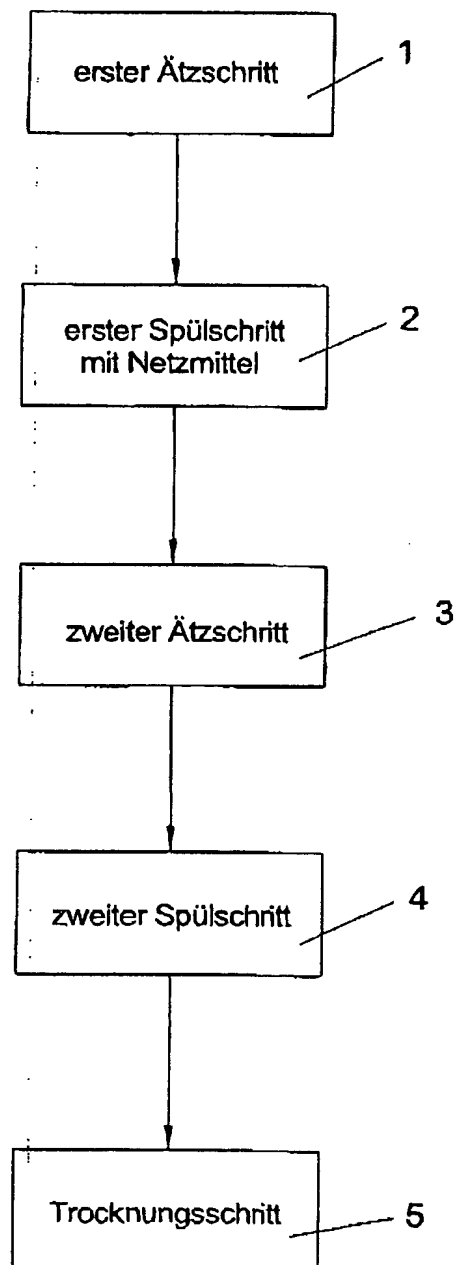 erster Ätzschritt
1
erster Spülschritt
mit Netzmittel
2
zweiter Ätzschritt
3
zweiter Spülschritt
4
Trocknungsschritt
5